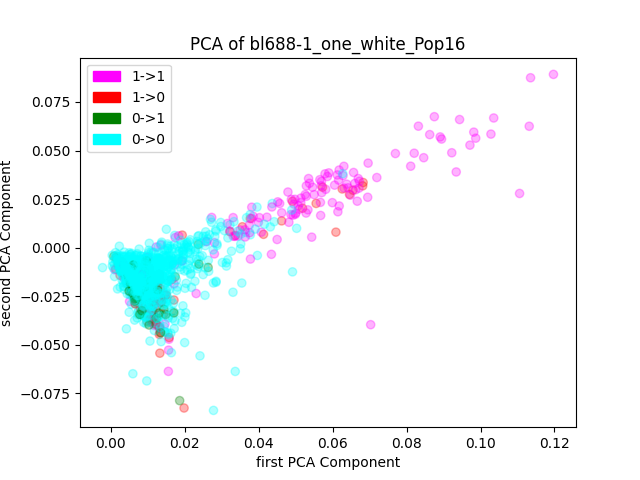 PCA of bl688-1_one_white_Pop16
1->1
1->0
0->1
0->0
0.075
0.050
0.025
0.000
−0.025
−0.050
−0.075
second PCA Component
0.00 0.02 0.04 0.06 0.08 0.10 0.12
first PCA Component